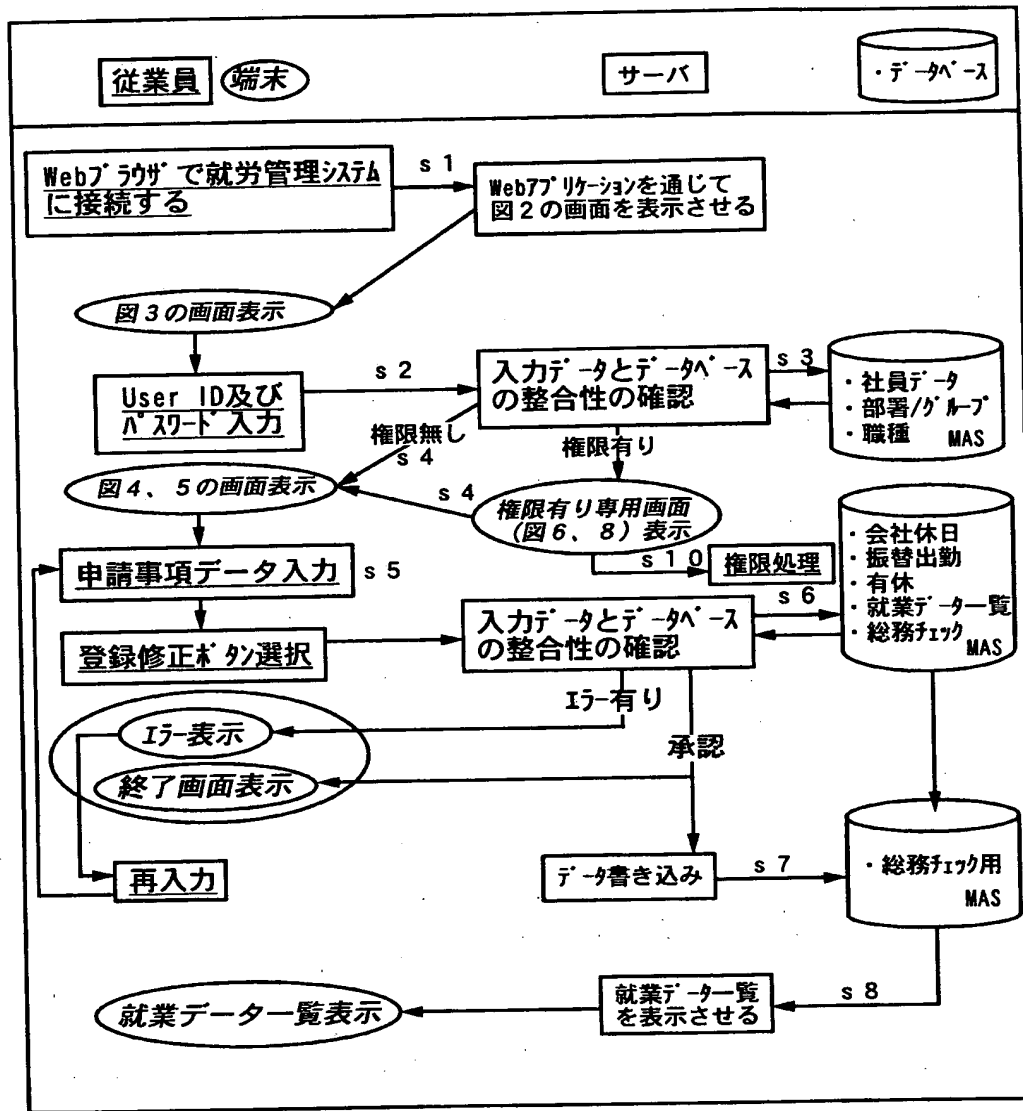 従業員 端末 サーバ ・データベース
Webブラウザで就労管理システム
に接続する
s 1
Webアプリケーションを通じて
図2の画面を表示させる
図3の画面表示
User ID及び
パスワード入力
s 2
入力データとデータベース
の整合性の確認
s 3
・社員データ
・部署/グループ
・職種
MAS
権限無し
s 4
権限有り
図4、5の画面表示
s 4
権限有り専用画面
(図6、8)表示
s 1 0
権限処理
申請事項データ入力
s 5
登録修正ボタン選択
入力データとデータベース
の整合性の確認
s 6
・会社休日
・振替出勤
・有休
・就業データ一覧
・総務チェック
MAS
エラー有り
エラー表示
承認
終了画面表示
再入力
データ書き込み
s 7
・総務チェック用
MAS
s 8
就業データ一覧
を表示させる
就業データ一覧表示